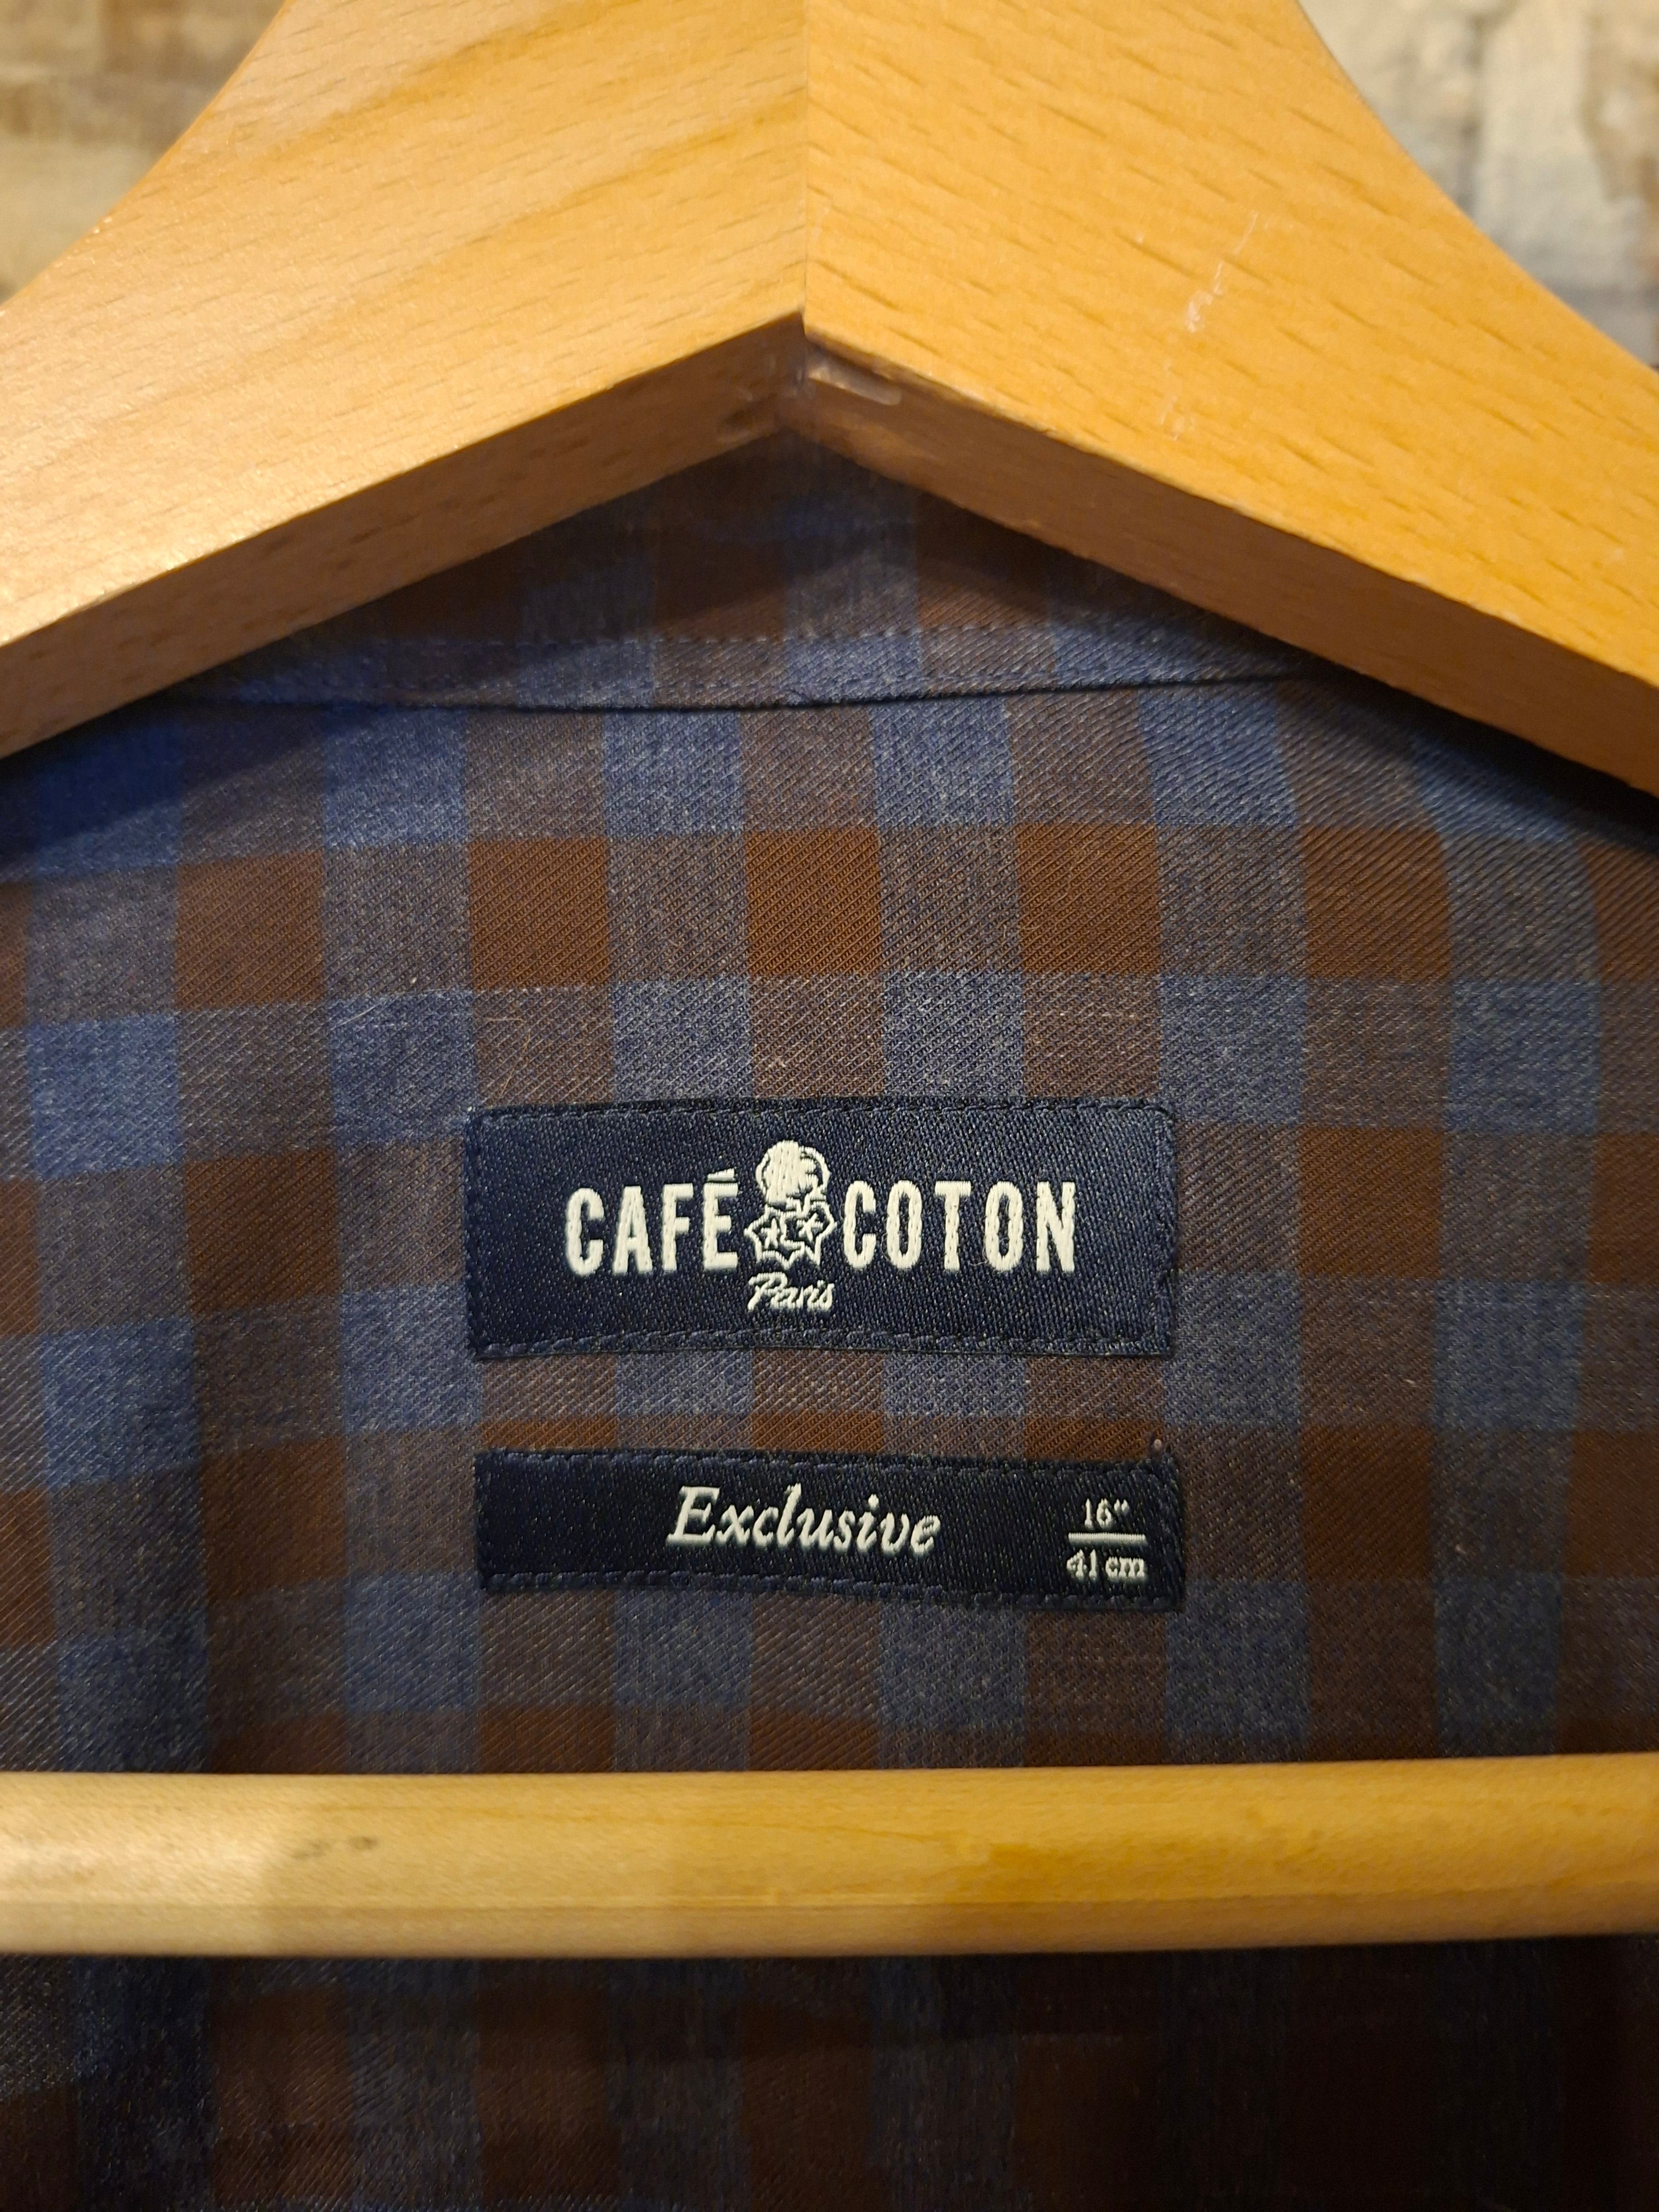 CAFÉ COTON
Paris
Exclusive
16"
41 cm